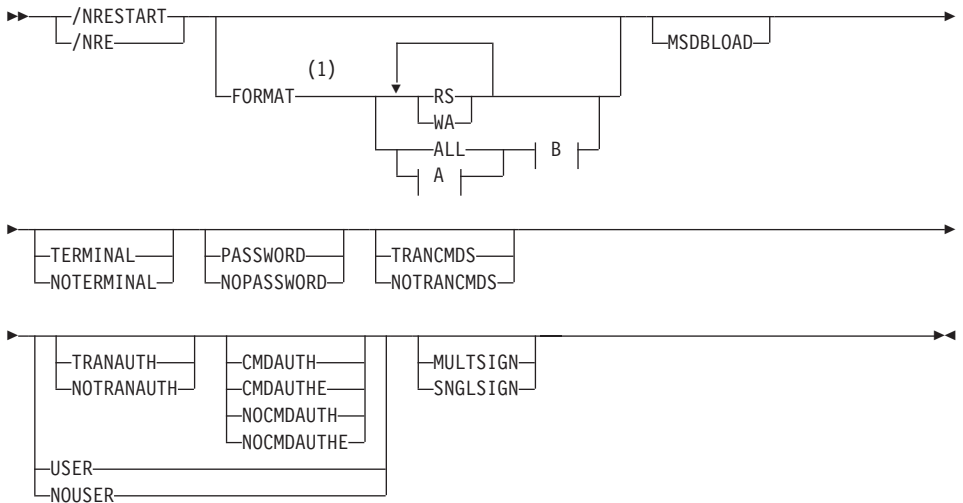 /NRESTART
/NRE
FORMAT
(1)
RS
WA
ALL
A
B
MSDBLOAD
TERMINAL
NOTERMINAL
PASSWORD
NOPASSWORD
TRANCMDS
NOTRANCMDS
TRANAUTH
NOTRANAUTH
CMDAUTH
CMDAUTHE
NOCMDAUTH
NOCMDAUTHE
USER
NOUSER
MULTSIGN
SNGLSIGN